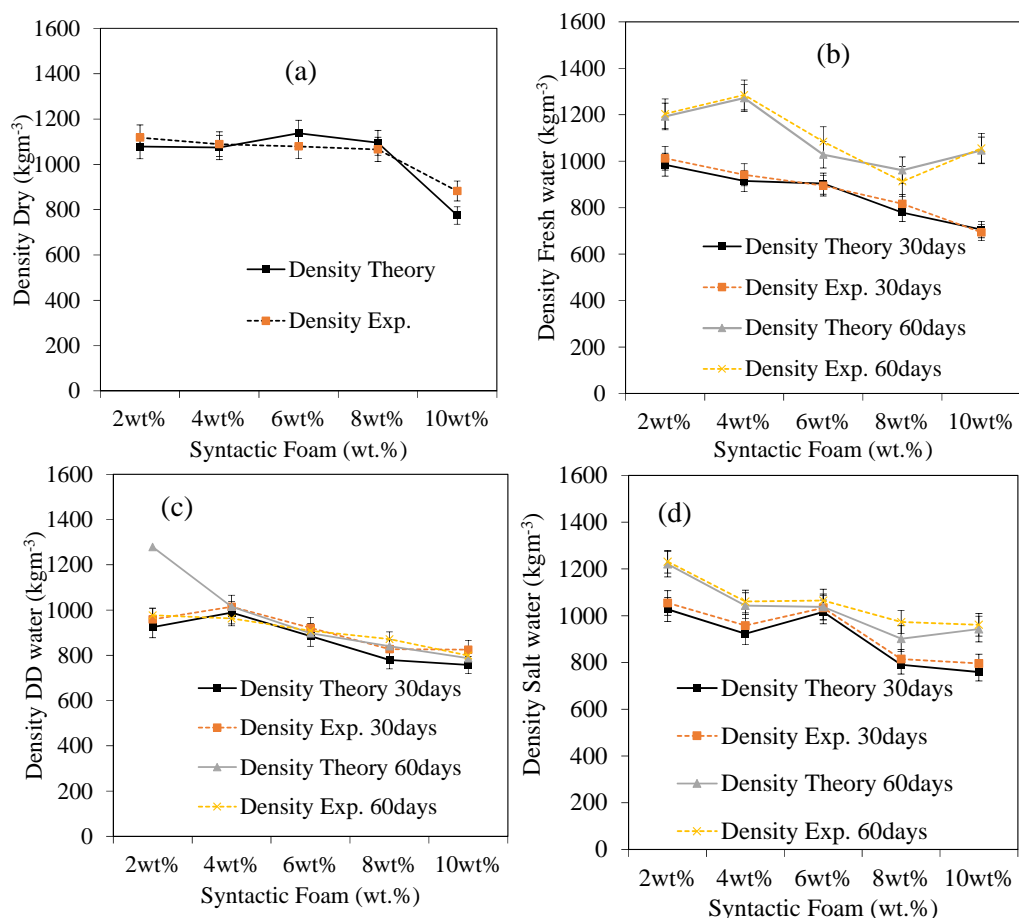 1600
1400
1200
1000
800
600
400
200
0
Density Dry (kgm-3)
(a)
Density Theory
Density Exp.
2wt% 4wt% 6wt% 8wt% 10wt%
Syntactic Foam (wt.%)
1600
1400
1200
1000
800
600
400
200
0
Density Fresh water (kgm-3)
(b)
Density Theory 30days
Density Exp. 30days
Density Theory 60days
Density Exp. 60days
2wt% 4wt% 6wt% 8wt% 10wt%
Syntactic Foam (wt.%)
1600
1400
1200
1000
800
600
400
200
0
Density DD water (kgm-3)
(c)
Density Theory 30days
Density Exp. 30days
Density Theory 60days
Density Exp. 60days
2wt% 4wt% 6wt% 8wt% 10wt%
Syntactic Foam (wt.%)
1600
1400
1200
1000
800
600
400
200
0
Density Salt water (kgm-3)
(d)
Density Theory 30days
Density Exp. 30days
Density Theory 60days
Density Exp. 60days
2wt% 4wt% 6wt% 8wt% 10wt%
Syntactic Foam (wt.%)